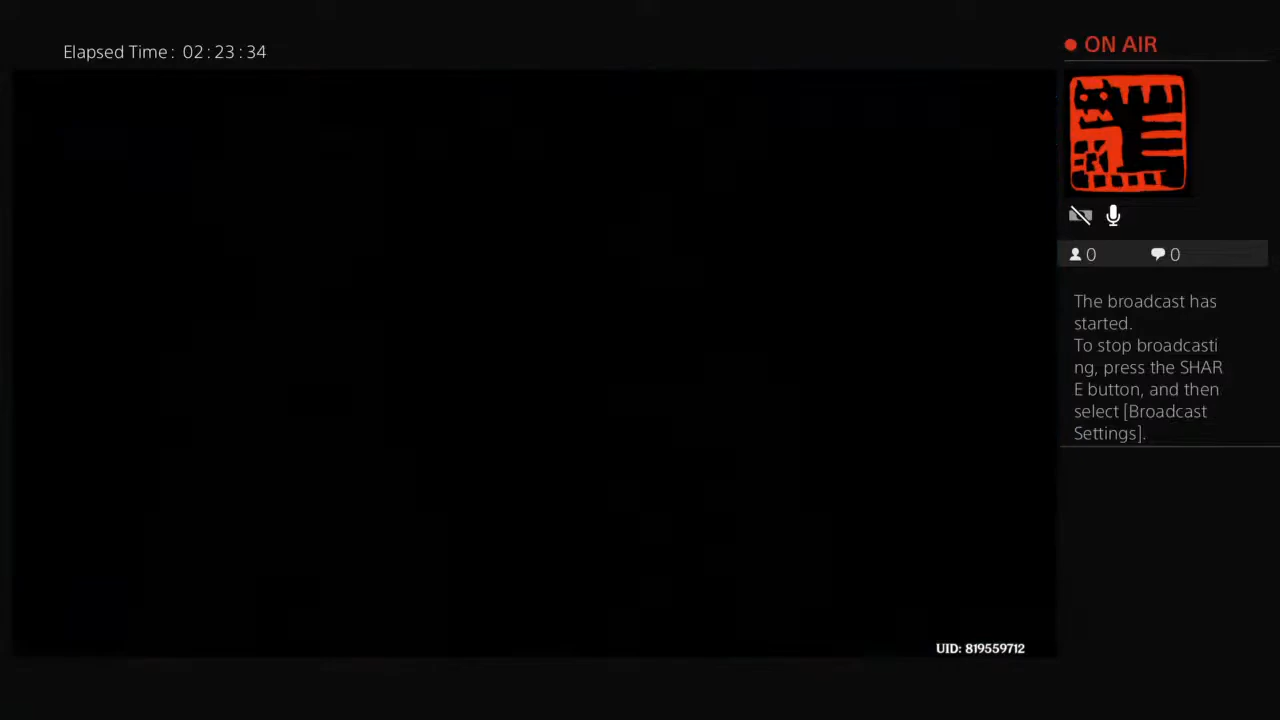 Elapsed Time: 02:23:34
ON AIR
0 0
The broadcast has
started.
To stop broadcasti
ng, press the SHAR
E button, and then
select [Broadcast
Settings].
UID: 819559712